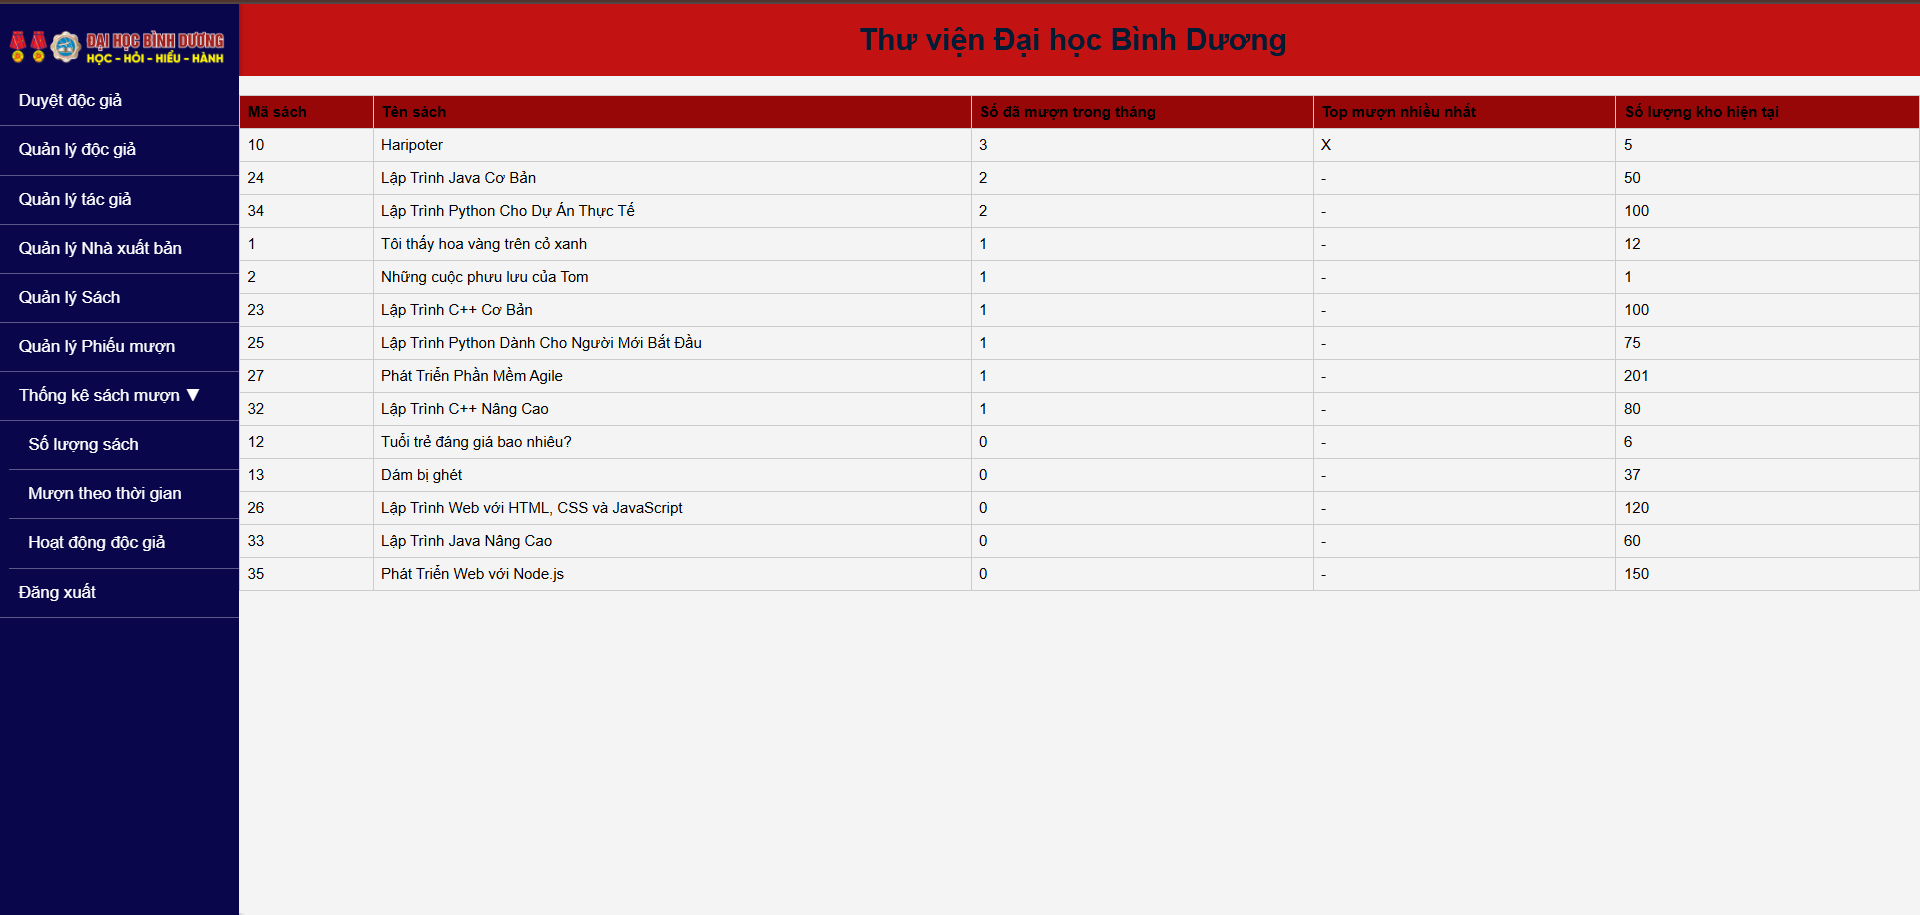 ĐẠI HỌC BÌNH DƯƠNG
HỌC - HỎI - HIỂU - HÀNH
Duyệt độc giả
Quản lý độc giả
Quản lý tác giả
Quản lý Nhà xuất bản
Quản lý Sách
Quản lý Phiếu mượn
Thống kê sách mượn ▼
Số lượng sách
Mượn theo thời gian
Hoạt động độc giả
Đăng xuất
Thư viện Đại học Bình Dương
Mã sách Tên sách Số đã mượn trong tháng Top mượn nhiều nhất Số lượng kho hiện tại
10 Haripoter 3 X 5
24 Lập Trình Java Cơ Bản 2 - 50
34 Lập Trình Python Cho Dự Án Thực Tế 2 - 100
1 Tôi thấy hoa vàng trên cỏ xanh 1 - 12
2 Những cuộc phưu lưu của Tom 1 - 1
23 Lập Trình C++ Cơ Bản 1 - 100
25 Lập Trình Python Dành Cho Người Mới Bắt Đầu 1 - 75
27 Phát Triển Phần Mềm Agile 1 - 201
32 Lập Trình C++ Nâng Cao 1 - 80
12 Tuổi trẻ đáng giá bao nhiêu? 0 - 6
13 Dám bị ghét 0 - 37
26 Lập Trình Web với HTML, CSS và JavaScript 0 - 120
33 Lập Trình Java Nâng Cao 0 - 60
35 Phát Triển Web với Node.js 0 - 150